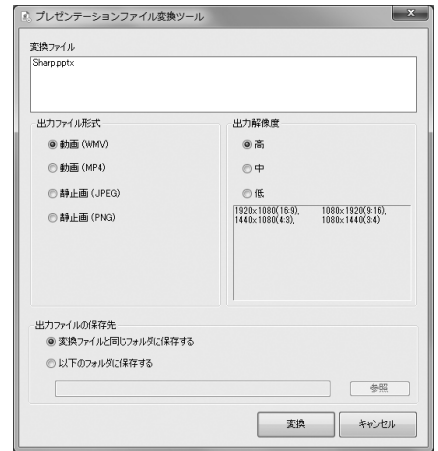 プレゼンテーションファイル変換ツール
変換ファイル
Sharp.pptx
出力ファイル形式
動画 (WMV)
動画 (MP4)
静止画 (JPEG)
静止画 (PNG)
出力解像度
高
中
低
1920x1080(16:9), 1080x1920(9:16),
1440x1080(4:3), 1080x1440(3:4)
出力ファイルの保存先
変換ファイルと同じフォルダに保存する
以下のフォルダに保存する
参照
変換 キャンセル